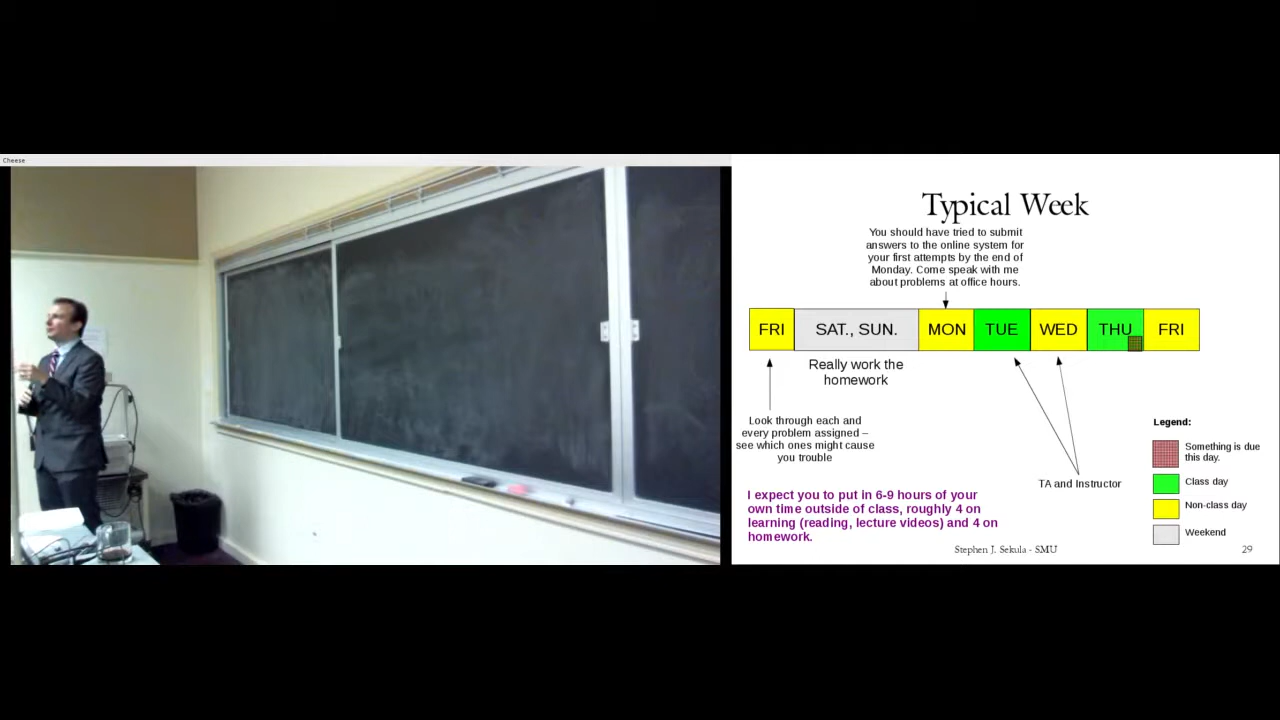 Cheese
Typical Week
You should have tried to submit
answers to the online system for
your first attempts by the end of
Monday. Come speak with me
about problems at office hours.
FRI
SAT., SUN.
MON
TUE
WED
THU
FRI
Really work the
homework
Look through each and
every problem assigned –
see which ones might cause
you trouble
TA and Instructor
Legend:
Something is due
this day.
Class day
Non-class day
Weekend
I expect you to put in 6-9 hours of your
own time outside of class, roughly 4 on
learning (reading, lecture videos) and 4 on
homework.
Stephen J. Sekula - SMU
29